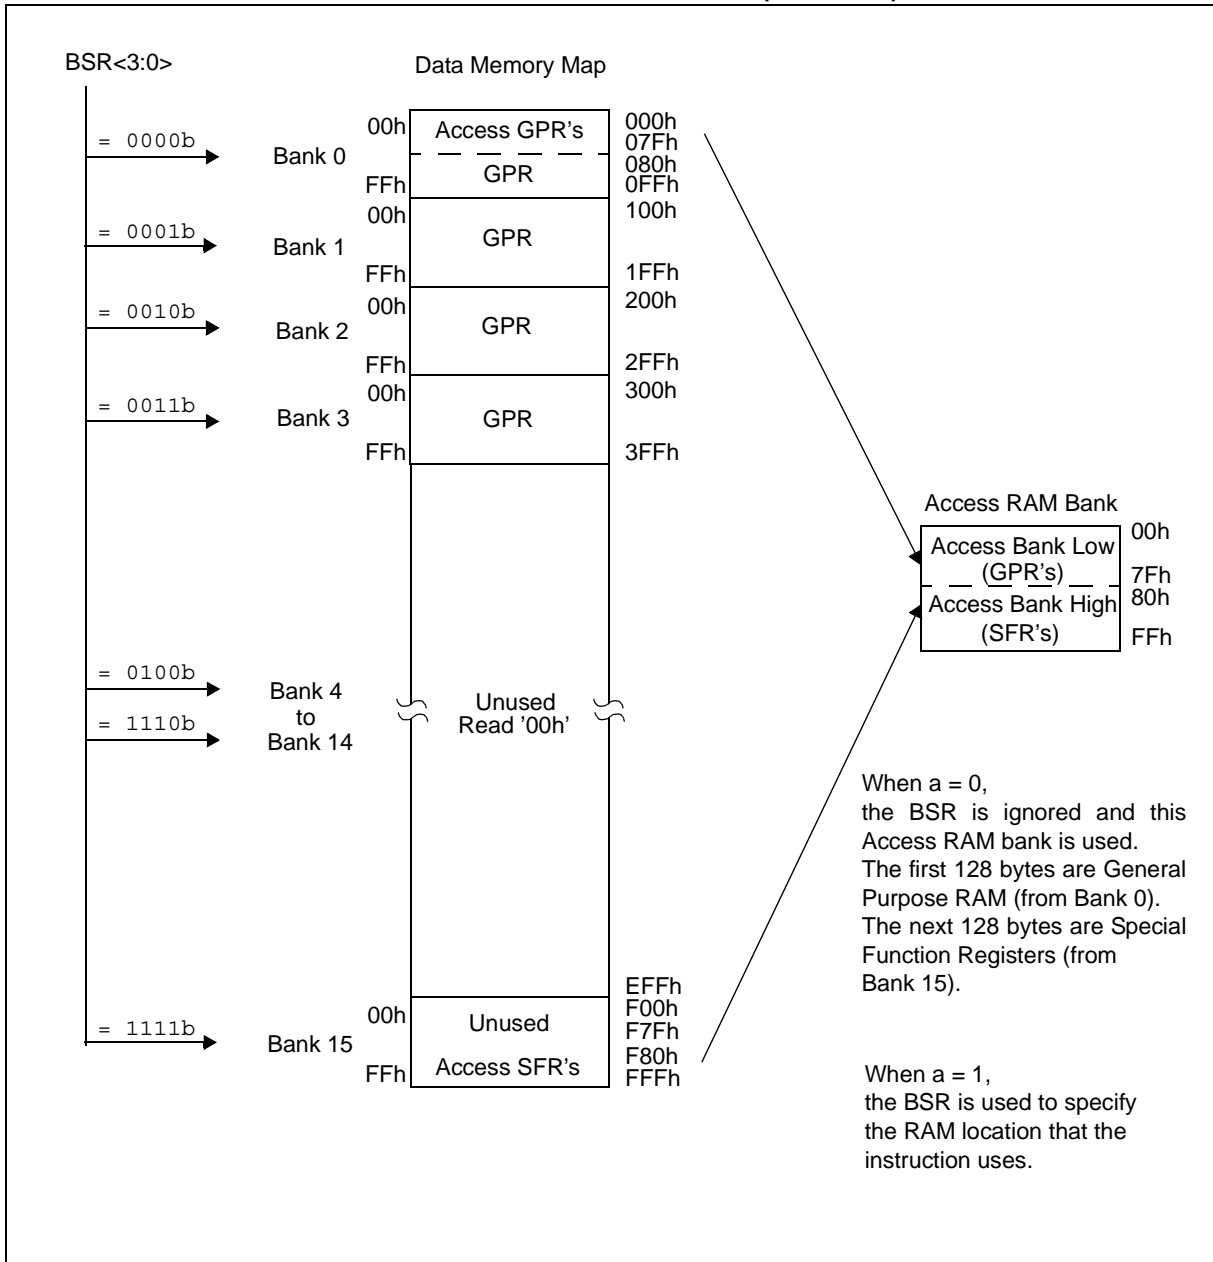 BSR<3:0>
Data Memory Map
= 0000b
Bank 0
00h
Access GPR's
000h
07Fh
GPR
080h
FFh
0FFh
= 0001b
Bank 1
00h
GPR
100h
FFh
1FFh
= 0010b
Bank 2
00h
GPR
200h
FFh
2FFh
= 0011b
Bank 3
00h
GPR
300h
FFh
3FFh
Access RAM Bank
Access Bank Low
(GPR's)
00h
7Fh
Access Bank High
(SFR's)
80h
FFh
= 0100b
= 1110b
Bank 4
to
Bank 14
Unused
Read '00h'
When a = 0,
the BSR is ignored and this
Access RAM bank is used.
The first 128 bytes are General
Purpose RAM (from Bank 0).
The next 128 bytes are Special
Function Registers (from
Bank 15).
EFFh
= 1111b
Bank 15
00h
Unused
F00h
F7Fh
Access SFR's
F80h
FFh
FFFh
When a = 1,
the BSR is used to specify
the RAM location that the
instruction uses.